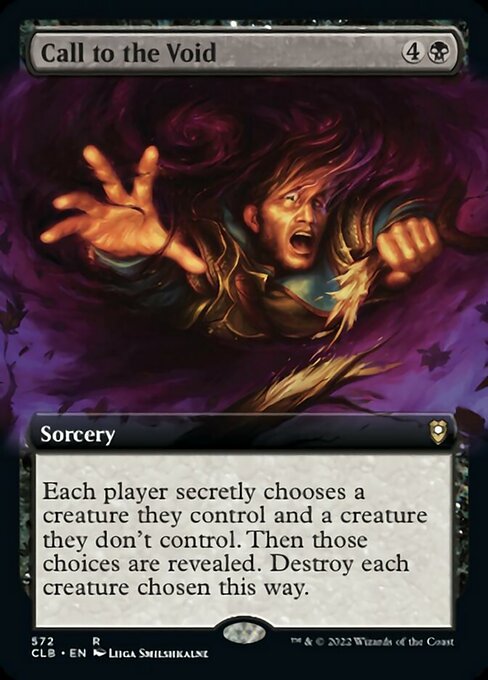 Call to the Void 4
Sorcery
Each player secretly chooses a
creature they control and a creature
they don't control. Then those
choices are revealed. Destroy each
creature chosen this way.
572 R
CLB • EN Liiga Smilshkalne
™ & © 2022 Wizards of the Coast